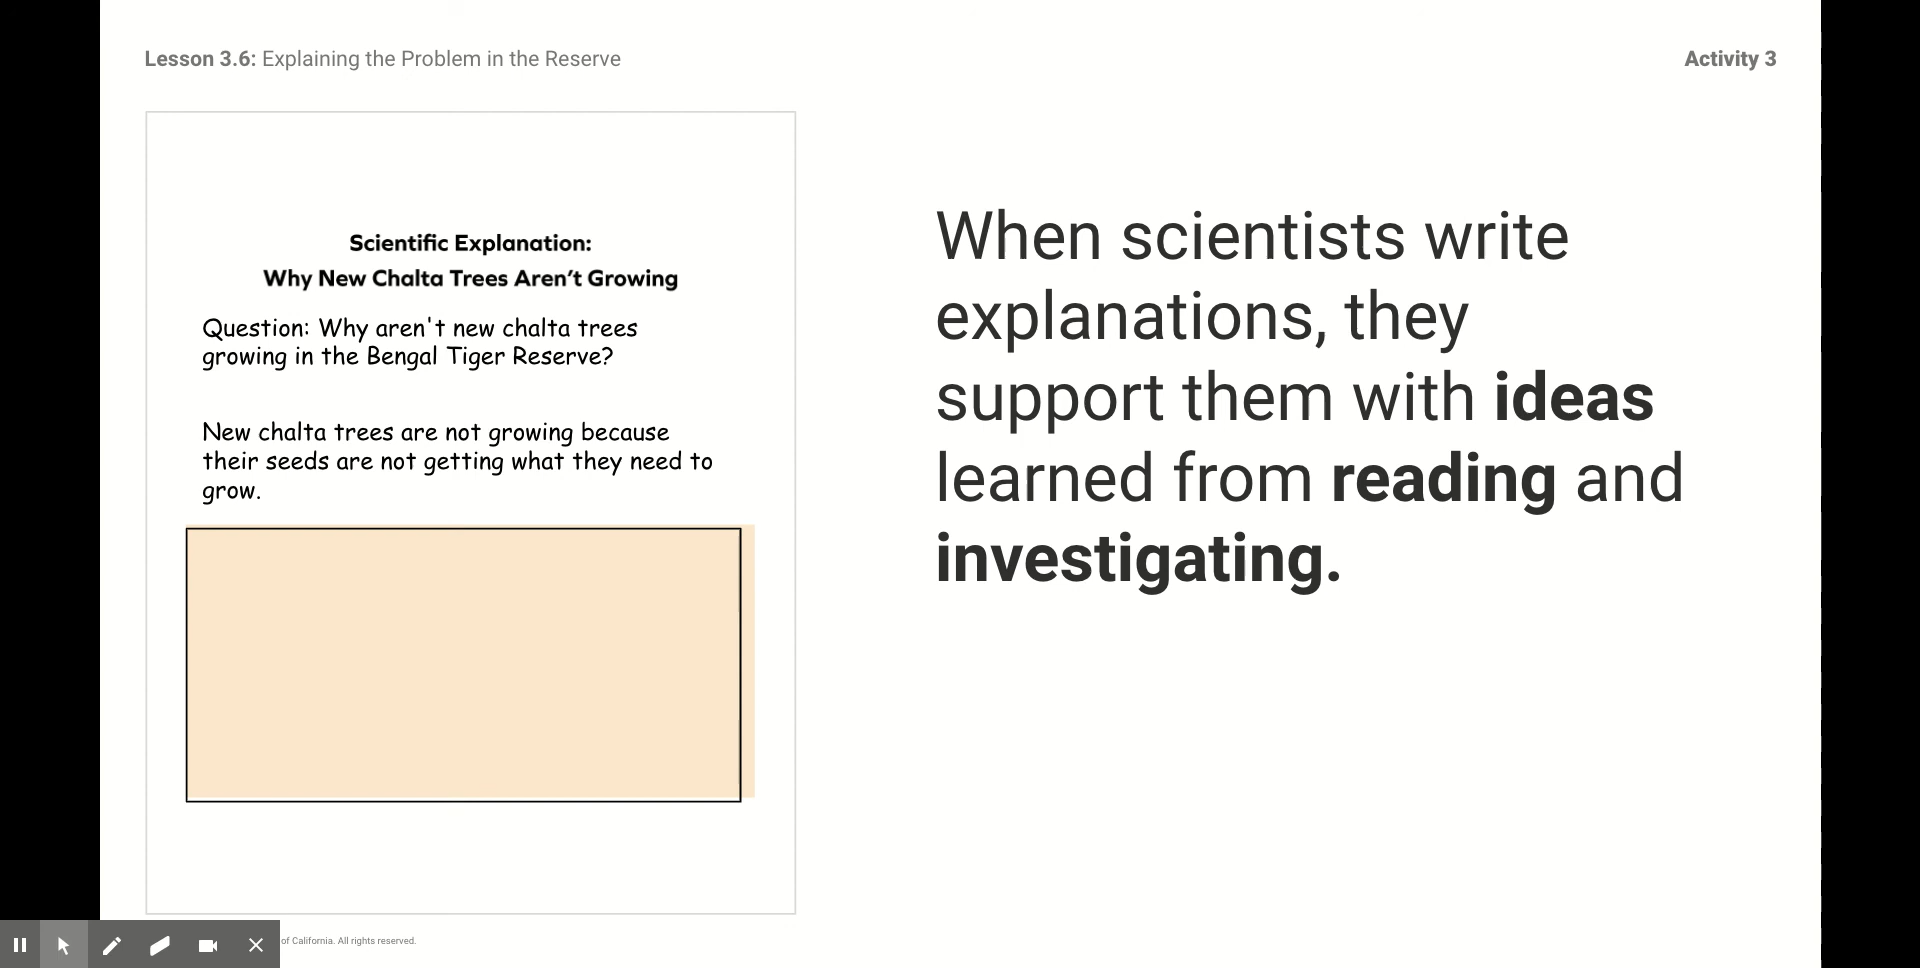 Lesson 3.6: Explaining the Problem in the Reserve
Activity 3
Scientific Explanation:
Why New Chalta Trees Aren’t Growing
Question: Why aren't new chalta trees
growing in the Bengal Tiger Reserve?
New chalta trees are not growing because
their seeds are not getting what they need to
grow.
When scientists write
explanations, they
support them with ideas
learned from reading and
investigating.
of California. All rights reserved.